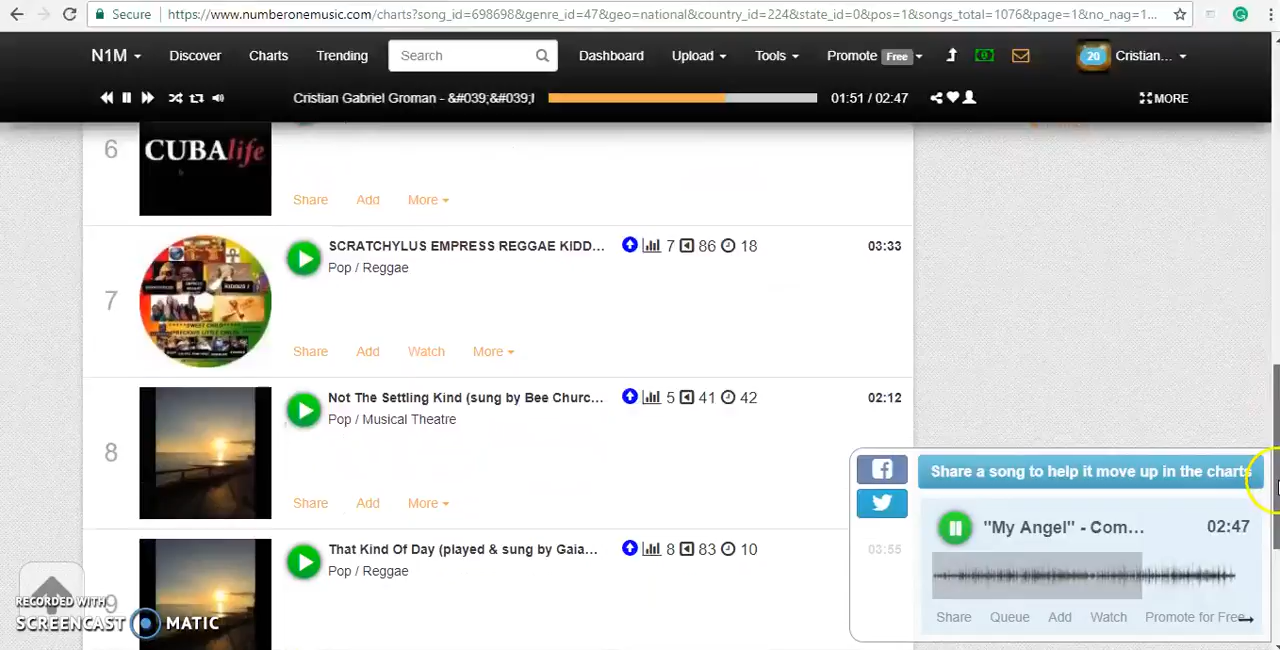 Secure
https://www.numberonemusic.com/charts?song_id=698698&genre_id=47&geo=national&country_id=224&state_id=0&pos=1&songs_total=1076&page=1&no_nag=1...
N1M Discover Charts Trending Search Dashboard Upload Tools Promote Free 20 Cristian...
Cristian Gabriel Groman - &#039;&#039;I 01:51 / 02:47 MORE
6 CUBAlife
Share Add More
7 SCRATCHYLUS EMPRESS REGGAE KIDD... 7 86 18 03:33
Pop / Reggae
Share Add Watch More
8 Not The Settling Kind (sung by Bee Churc... 5 41 42 02:12
Pop / Musical Theatre
Share Add More
9 That Kind Of Day (played & sung by Gaia... 8 83 10 03:55
Pop / Reggae
Share a song to help it move up in the charts
"My Angel" - Com... 02:47
Share Queue Add Watch Promote for Free
RECORDED WITH
SCREENCAST MATIC